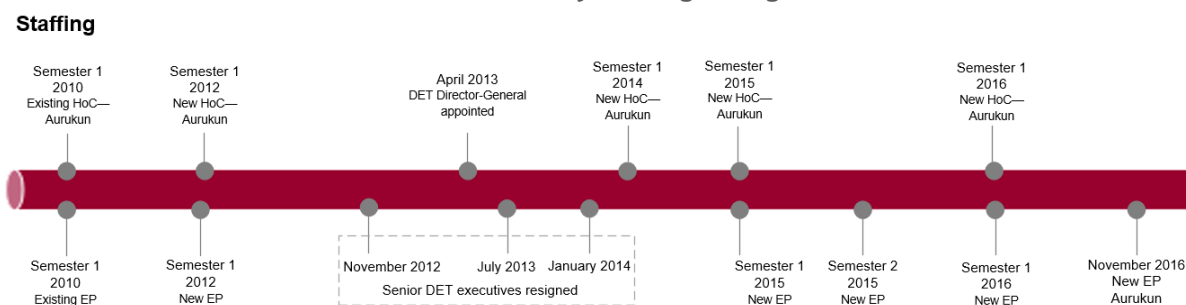 Staffing
Semester 1
2010
Existing HoC—
Aurukun
Semester 1
2012
New HoC—
Aurukun
April 2013
DET Director-General
appointed
Semester 1
2014
New HoC—
Aurukun
Semester 1
2015
New HoC—
Aurukun
Semester 1
2016
New HoC—
Aurukun
Semester 1
2010
Existing EP
Semester 1
2012
New EP
November 2012
July 2013
January 2014
Senior DET executives resigned
Semester 1
2015
New EP
Semester 2
2015
New EP
Semester 1
2016
New EP
November 2016
New EP
Aurukun